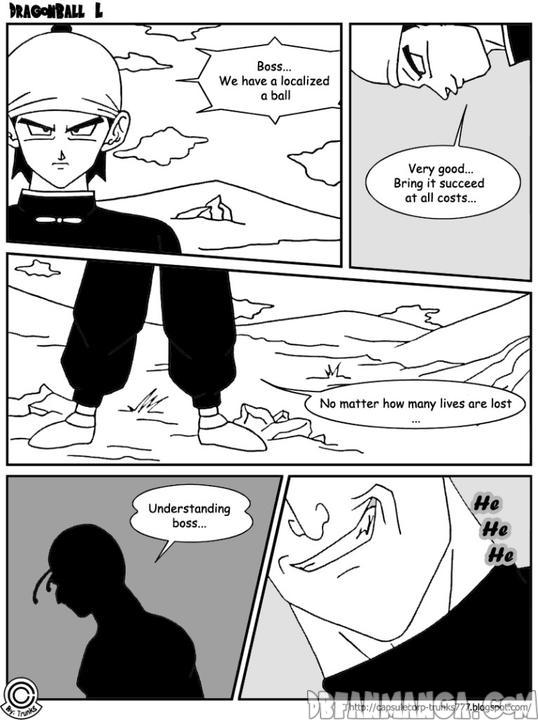 DRAGONBALL L
Boss...
We have a localized
a ball
Very good...
Bring it succeed
at all costs...
No matter how many lives are lost
...
Understanding
boss...
He
He
He
By: Trunks
http://capsulecorp-trunks777.blogspot.com/
DBFANMANGA.COM